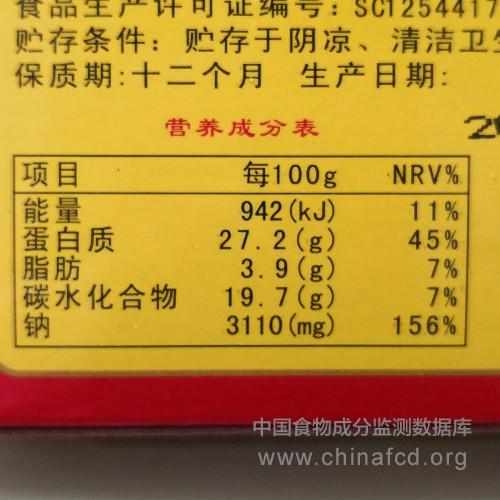 食品生产许可证编号: SC1254417
贮存条件: 贮存于阴凉、清洁卫生
保质期:十二个月 生产日期:
20
营养成分表
项目 每100g NRV%
能量 942(kJ) 11%
蛋白质 27.2(g) 45%
脂肪 3.9(g) 7%
碳水化合物 19.7(g) 7%
钠 3110(mg) 156%
中国食物成分监测数据库
www.chinafcd.org